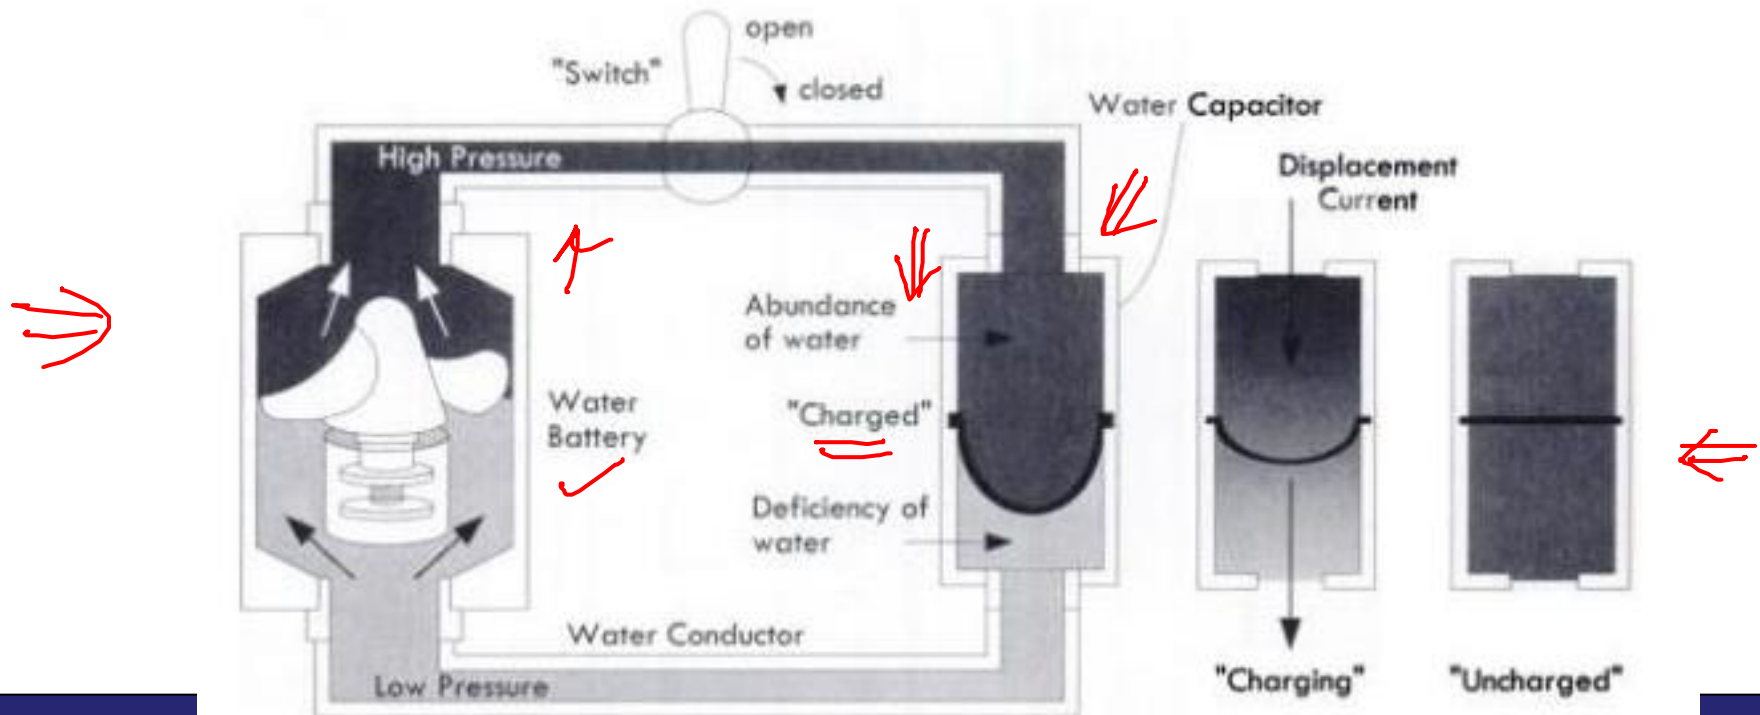 open
"Switch"
closed
Water Capacitor
High Pressure
Displacement
Current
Abundance
of water
Water
Battery
"Charged"
Deficiency of
water
Water Conductor
Low Pressure
"Charging"
"Uncharged"